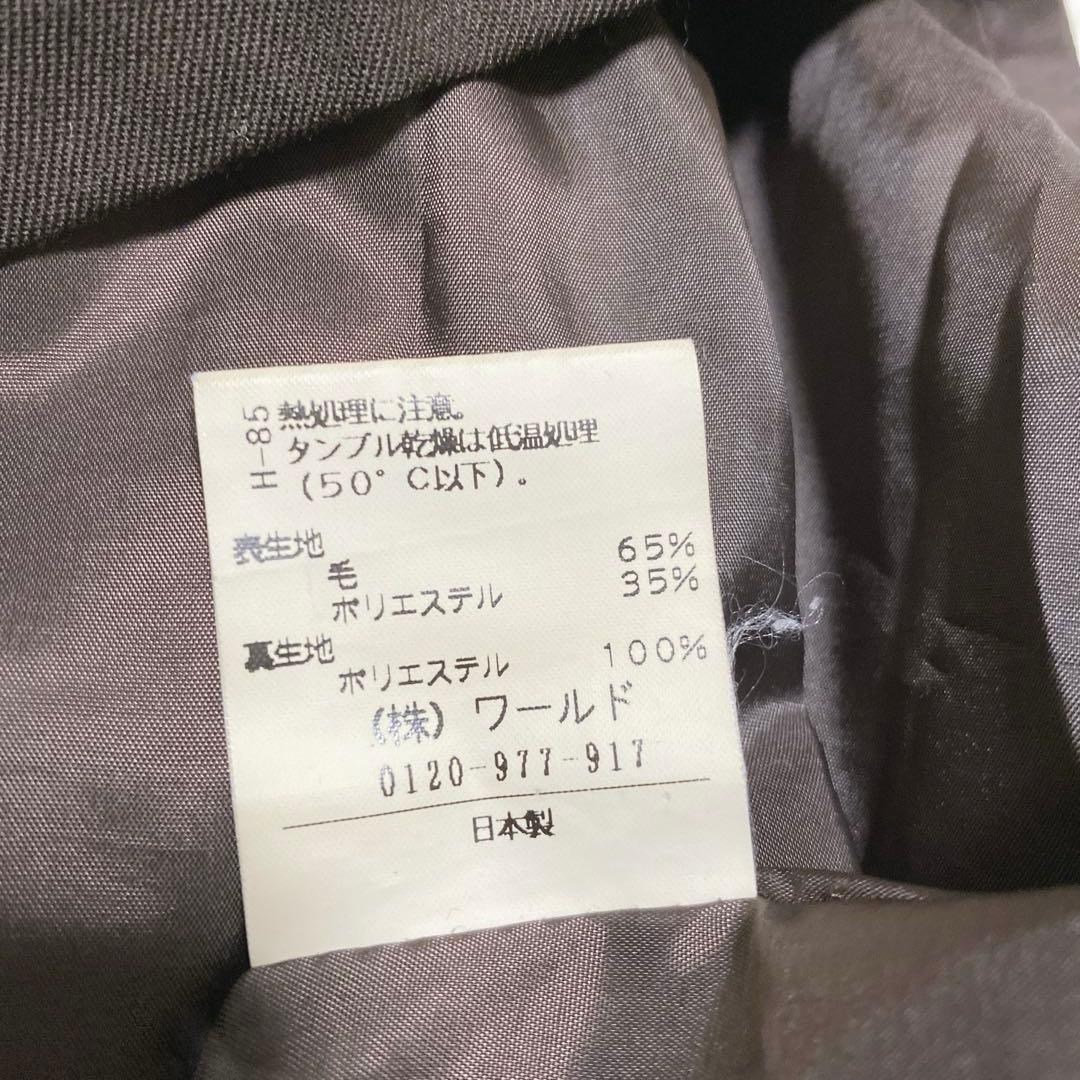 H-85
熱処理に注意。
タンブル乾燥は低温処理
(50°C以下)。
表生地
毛 65%
ポリエステル 35%
裏生地
ポリエステル 100%
(株) ワールド
0120-977-917
日本製